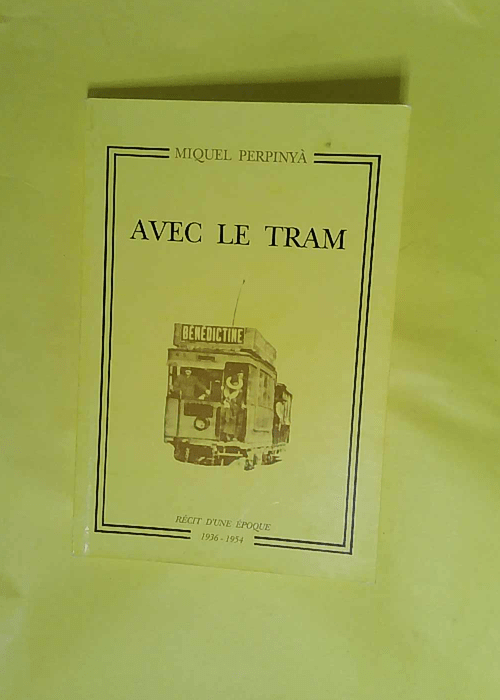 MIQUEL PERPINYÀ
AVEC LE TRAM
BENEDICTINE
RÉCIT D'UNE ÉPOQUE
1936 - 1954